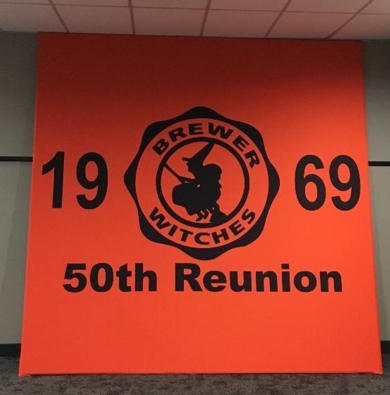 BREWER
19 69
WITCHES
50th Reunion